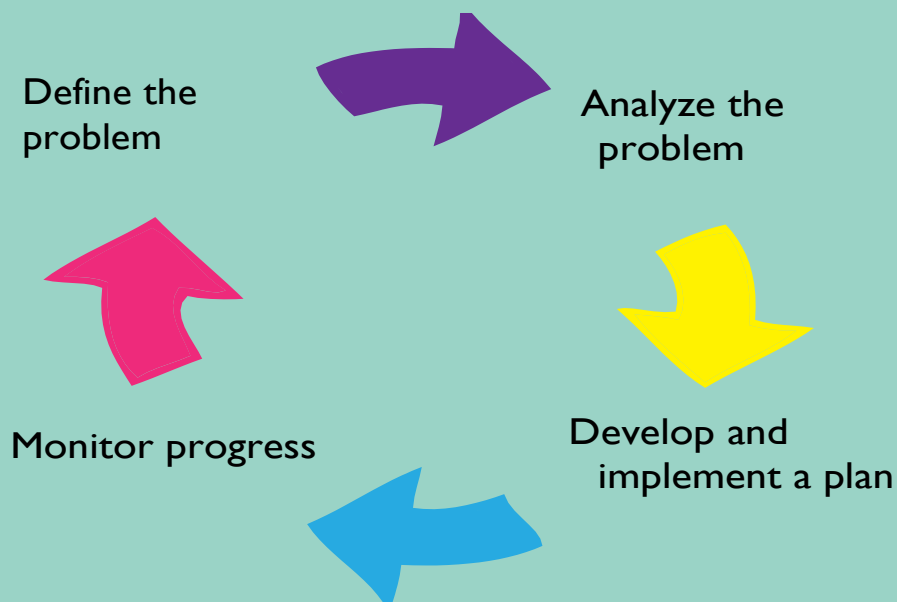 Define the
problem
Analyze the
problem
Develop and
implement a plan
Monitor progress